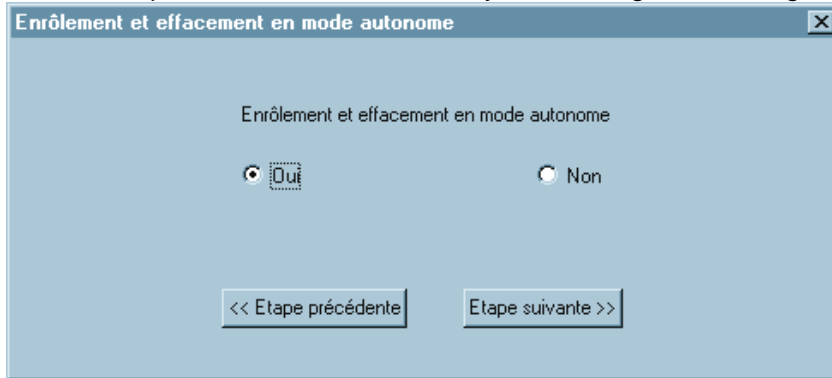 Enrôlement et effacement en mode autonome
Enrôlement et effacement en mode autonome
Oui
Non
<< Etape précédente
Etape suivante >>